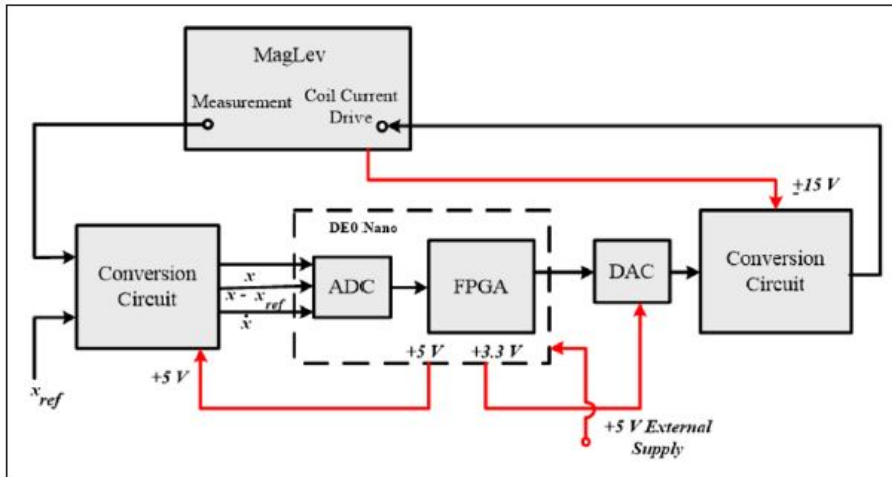 MagLev
Measurement
Coil Current
Drive
±15 V
DE0 Nano
Conversion
Circuit
x
x - x_ref
ẋ
ADC
FPGA
DAC
Conversion
Circuit
+5 V
+3.3 V
+5 V
x_ref
+5 V External
Supply